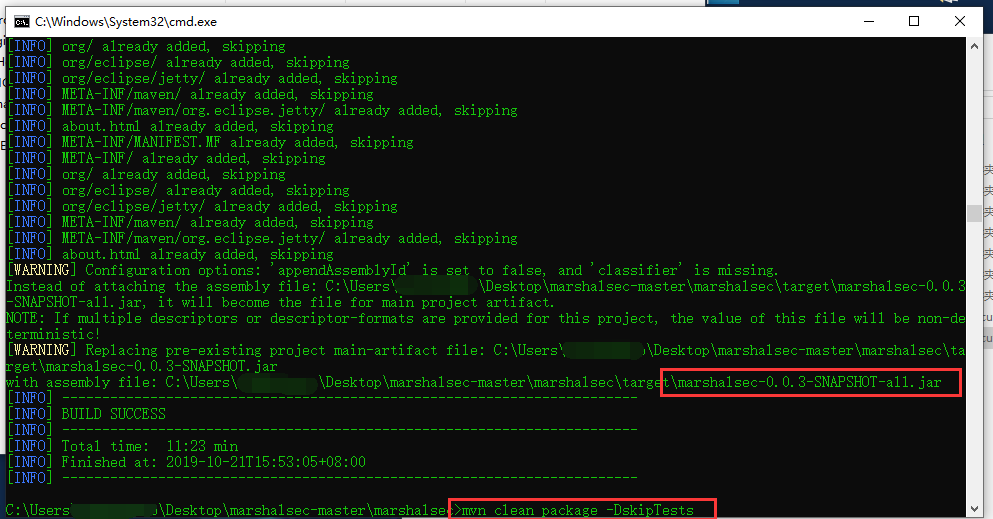 C:\Windows\System32\cmd.exe
[INFO] org/ already added, skipping
[INFO] org/eclipse/ already added, skipping
[INFO] org/eclipse/jetty/ already added, skipping
[INFO] META-INF/maven/ already added, skipping
[INFO] META-INF/maven/org.eclipse.jetty/ already added, skipping
[INFO] about.html already added, skipping
[INFO] META-INF/MANIFEST.MF already added, skipping
[INFO] META-INF/ already added, skipping
[INFO] org/ already added, skipping
[INFO] org/eclipse/ already added, skipping
[INFO] org/eclipse/jetty/ already added, skipping
[INFO] META-INF/maven/ already added, skipping
[INFO] META-INF/maven/org.eclipse.jetty/ already added, skipping
[INFO] about.html already added, skipping
[WARNING] Configuration options: 'appendAssemblyId' is set to false, and 'classifier' is missing.
Instead of attaching the assembly file: C:\Users\ \Desktop\marshalsec-master\marshalsec\target\marshalsec-0.0.3
-SNAPSHOT-all.jar, it will become the file for main project artifact.
NOTE: If multiple descriptors or descriptor-formats are provided for this project, the value of this file will be non-de
terministic!
[WARNING] Replacing pre-existing project main-artifact file: C:\Users\ \Desktop\marshalsec-master\marshalsec\ta
rget\marshalsec-0.0.3-SNAPSHOT.jar
with assembly file: C:\Users\ \Desktop\marshalsec-master\marshalsec\target\marshalsec-0.0.3-SNAPSHOT-all.jar
[INFO] ------------------------------------------------------------------------
[INFO] BUILD SUCCESS
[INFO] ------------------------------------------------------------------------
[INFO] Total time:  11:23 min
[INFO] Finished at: 2019-10-21T15:53:05+08:00
[INFO] ------------------------------------------------------------------------
C:\Users\ \Desktop\marshalsec-master\marshalsec>mvn clean package -DskipTests